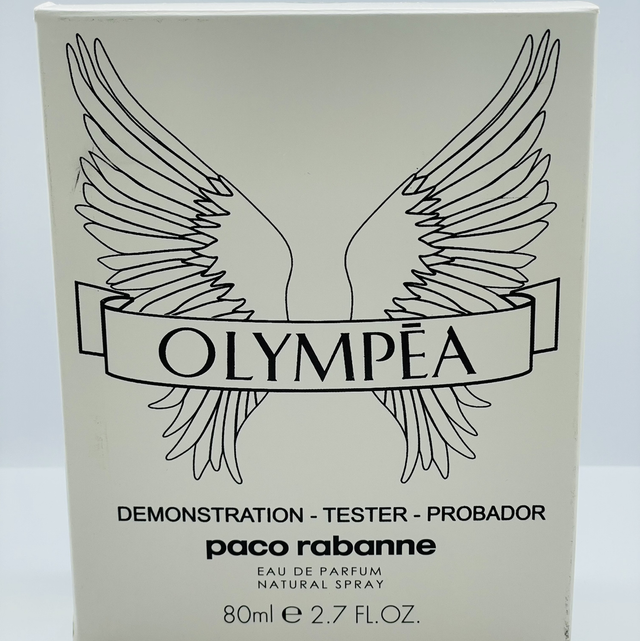 OLYMPĒA
DEMONSTRATION - TESTER - PROBADOR
paco rabanne
EAU DE PARFUM
NATURAL SPRAY
80ml ℮ 2.7 FL.OZ.